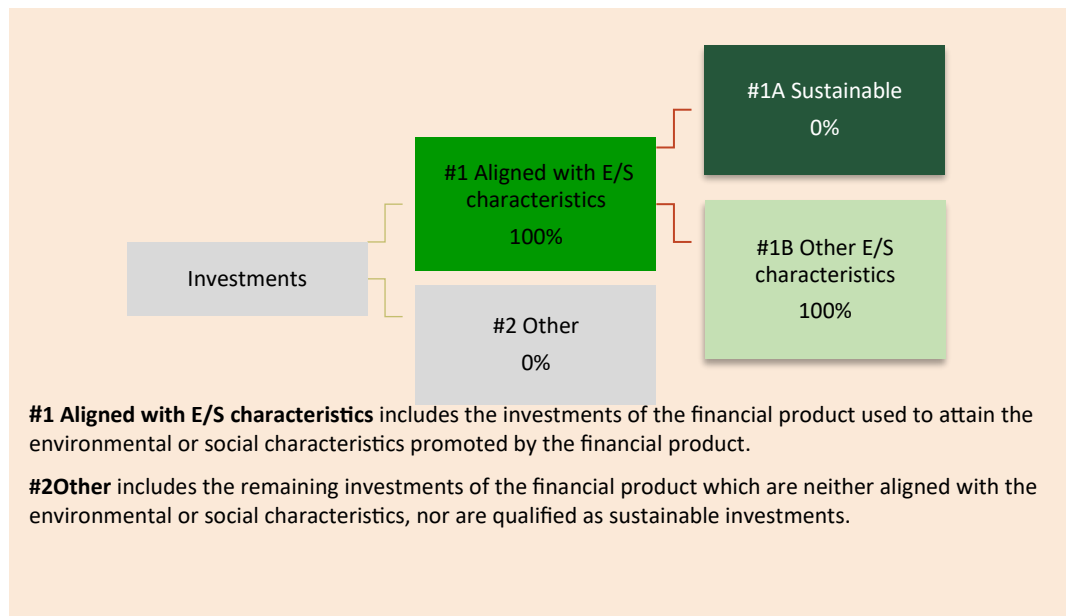 #1A Sustainable
0%
#1 Aligned with E/S
characteristics
100%
#1B Other E/S
characteristics
100%
Investments
#2 Other
0%
#1 Aligned with E/S characteristics includes the investments of the financial product used to attain the
environmental or social characteristics promoted by the financial product.
#2Other includes the remaining investments of the financial product which are neither aligned with the
environmental or social characteristics, nor are qualified as sustainable investments.